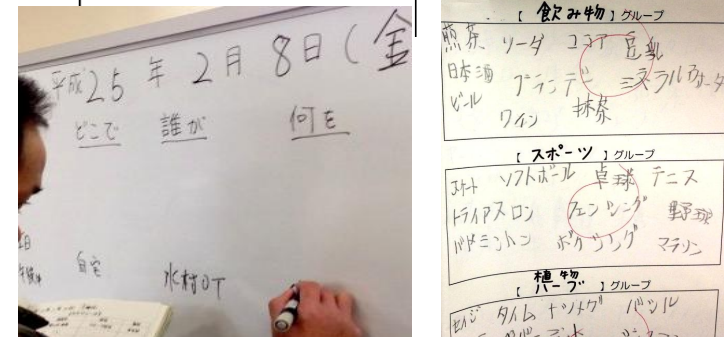 平成25年2月8日(金
どこで 誰が 何を
自宅 水村OT
【飲み物】グループ
煎茶 ソーダ ココア 豆乳
日本酒 ブランデー ミネラルウォーター
ビール ワイン 抹茶
【スポーツ】グループ
スケート ソフトボール 卓球 テニス
トライアスロン フェンシング 野球
バドミントン ボクシング マラソン
【植物 ハーブ】グループ
セイジ タイム ナツメグ バジル